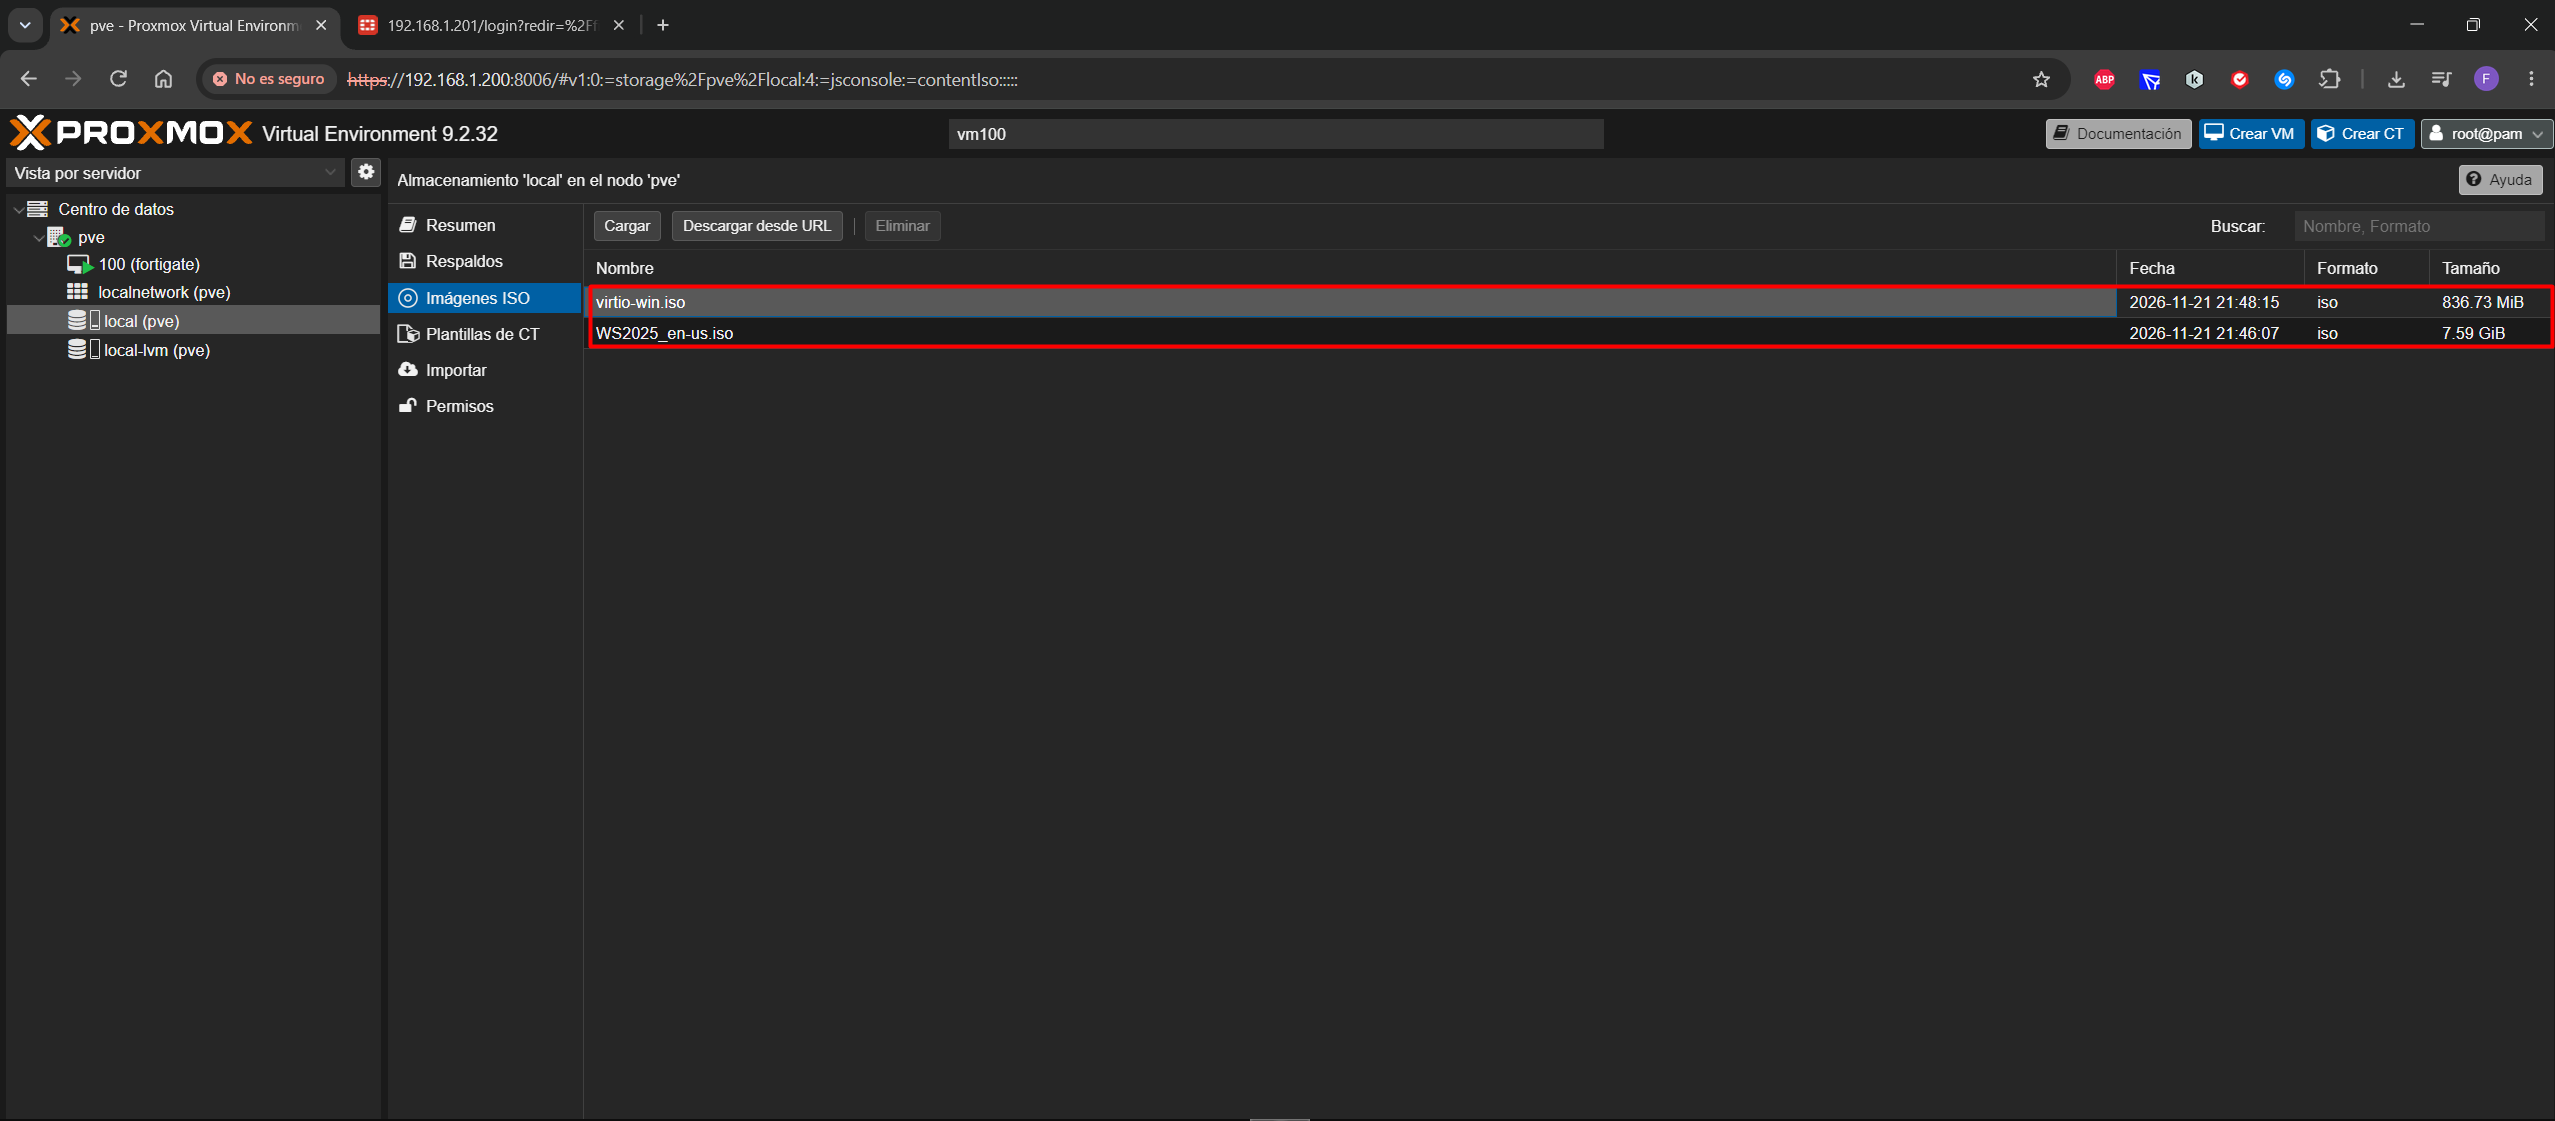 pve - Proxmox Virtual Environm
192.168.1.201/login?redir=%2Ff
No es seguro
https://192.168.1.200:8006/#v1:0:=storage%2Fpve%2Flocal:4:=jsconsole:=contentIso:::::
ABP
k
F
PROXMOX Virtual Environment 9.2.32
vm100
Documentación
Crear VM
Crear CT
root@pam
Vista por servidor
Almacenamiento 'local' en el nodo 'pve'
Ayuda
Centro de datos
pve
100 (fortigate)
localnetwork (pve)
local (pve)
local-lvm (pve)
Resumen
Respaldos
Imágenes ISO
Plantillas de CT
Importar
Permisos
Cargar
Descargar desde URL
Eliminar
Buscar:
Nombre, Formato
Nombre Fecha Formato Tamaño
virtio-win.iso 2026-11-21 21:48:15 iso 836.73 MiB
WS2025_en-us.iso 2026-11-21 21:46:07 iso 7.59 GiB